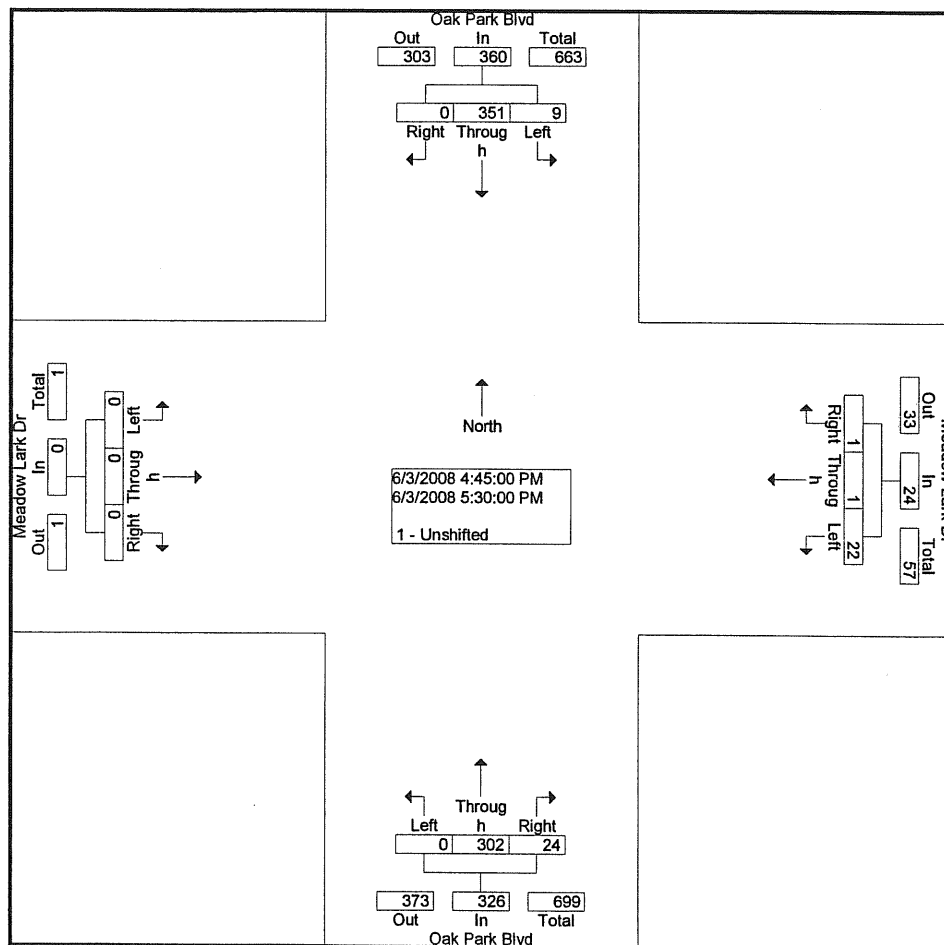 Oak Park Blvd
Out In Total
303 360 663
0 351 9
Right Throug
h Left
Meadow Lark Dr
Total In Out
1 0 1
0 0 0
Left Throug
h Right
North
6/3/2008 4:45:00 PM
6/3/2008 5:30:00 PM
1 - Unshifted
Right Throug
h Left
1 1 22
Out In Total
33 24 57
Throug
Left h Right
0 302 24
373 326 699
Out In Total
Oak Park Blvd